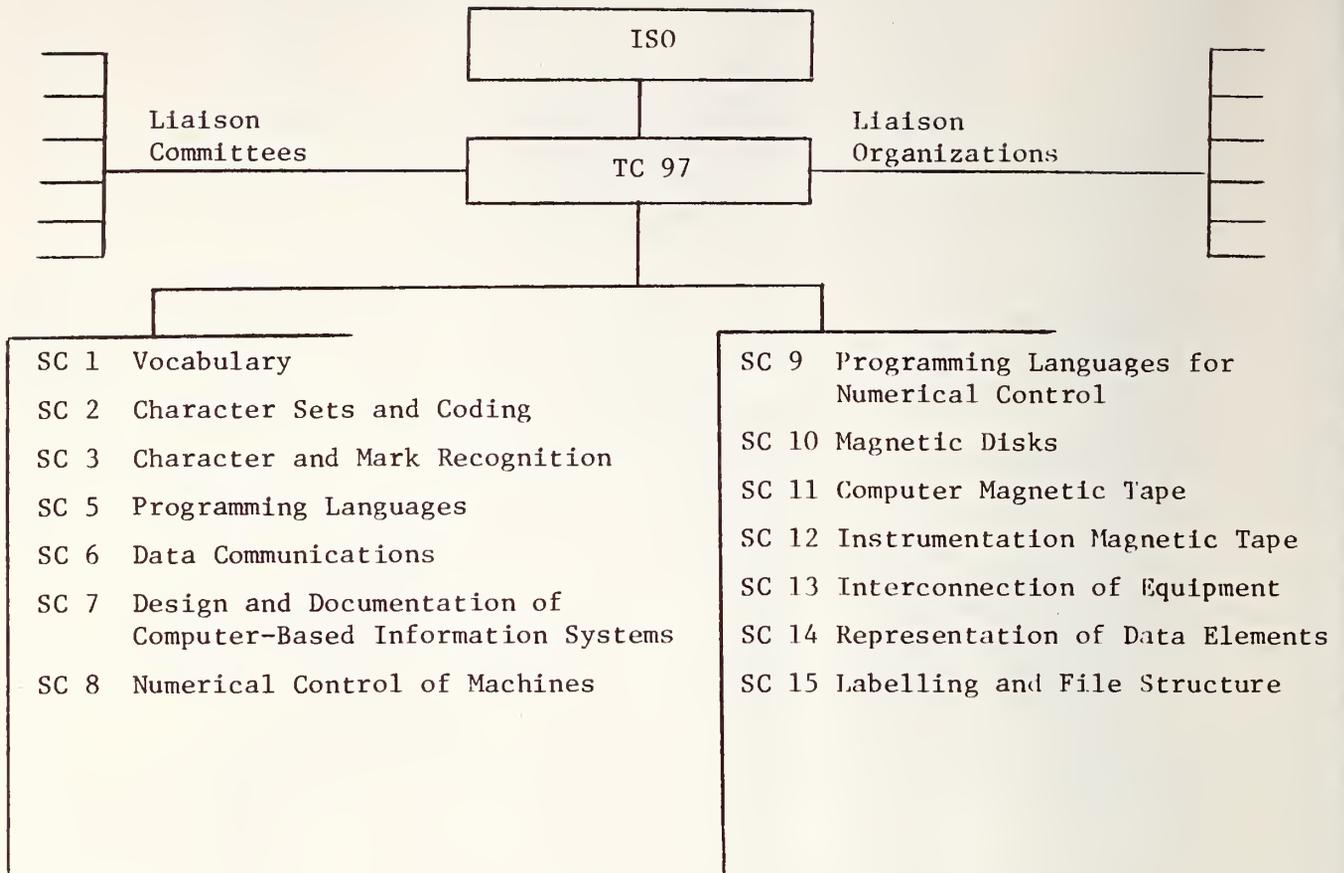 ISO
Liaison
Committees
TC 97
Liaison
Organizations
SC 1 Vocabulary
SC 2 Character Sets and Coding
SC 3 Character and Mark Recognition
SC 5 Programming Languages
SC 6 Data Communications
SC 7 Design and Documentation of
Computer-Based Information Systems
SC 8 Numerical Control of Machines
SC 9 Programming Languages for
Numerical Control
SC 10 Magnetic Disks
SC 11 Computer Magnetic Tape
SC 12 Instrumentation Magnetic Tape
SC 13 Interconnection of Equipment
SC 14 Representation of Data Elements
SC 15 Labelling and File Structure